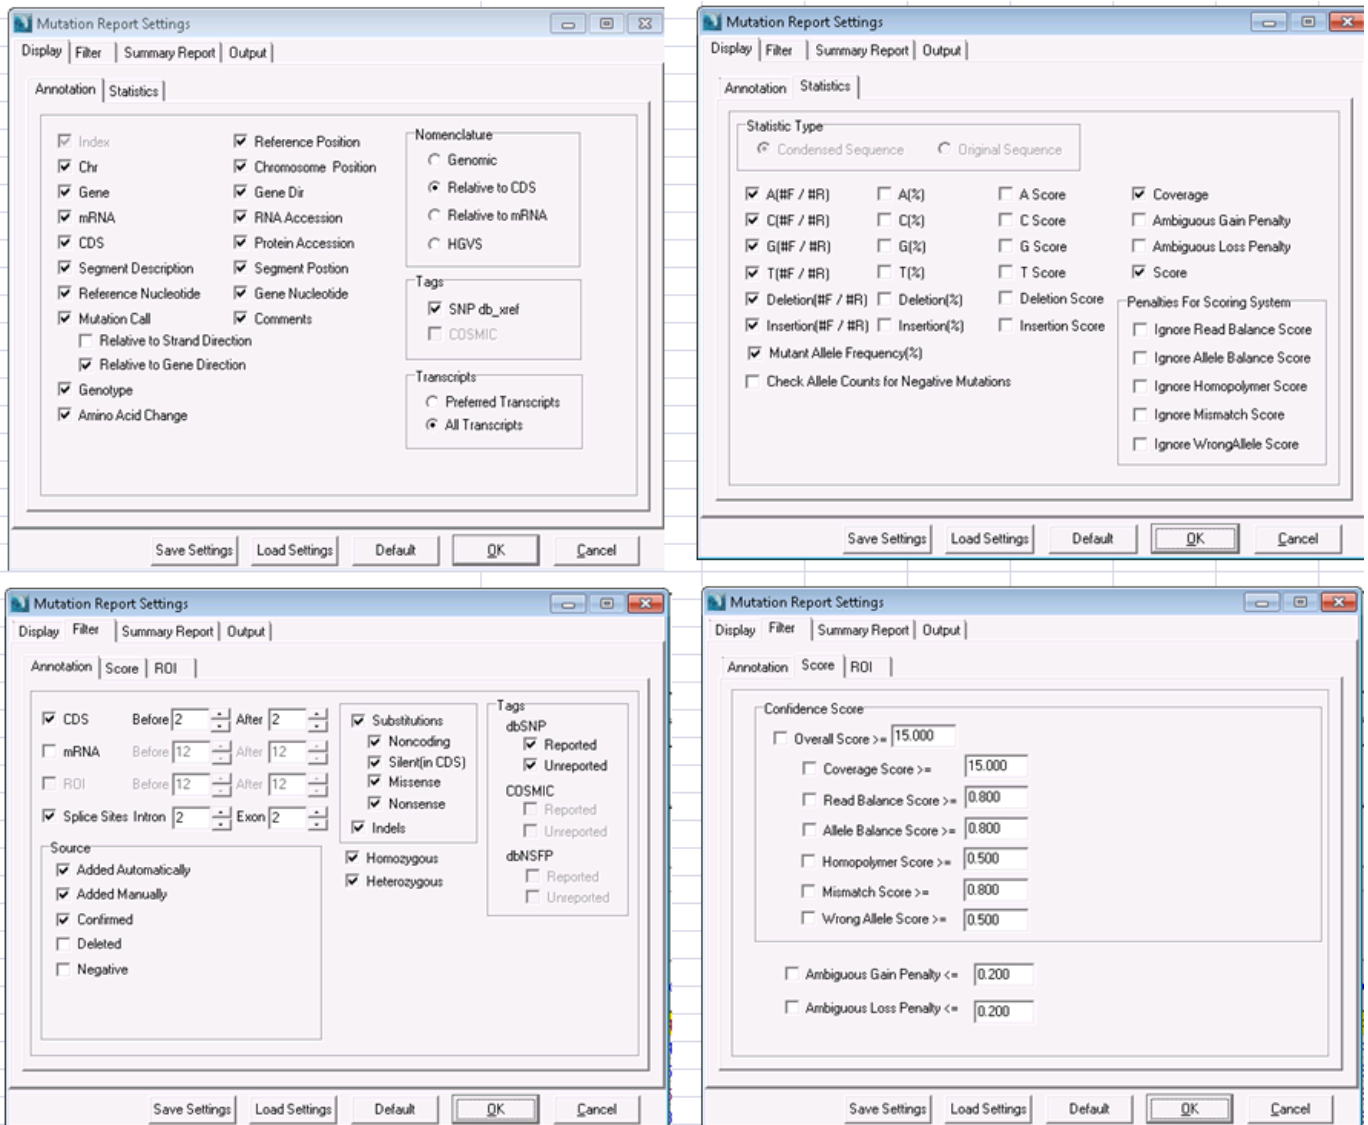 Mutation Report Settings
Display Filter Summary Report Output
Annotation Statistics
Index Reference Position
Chr Chromosome Position
Gene Gene Dir
mRNA RNA Accession
CDS Protein Accession
Segment Description Segment Postion
Reference Nucleotide Gene Nucleotide
Mutation Call Comments
Relative to Strand Direction
Relative to Gene Direction
Genotype
Amino Acid Change
Nomenclature
Genomic
Relative to CDS
Relative to mRNA
HGVS
Tags
SNP db_xref
COSMIC
Transcripts
Preferred Transcripts
All Transcripts
Save Settings Load Settings Default OK Cancel
Mutation Report Settings
Display Filter Summary Report Output
Annotation Statistics
Statistic Type
Condensed Sequence Original Sequence
A(#F / #R) A(%) A Score Coverage
C(#F / #R) C(%) C Score Ambiguous Gain Penalty
G(#F / #R) G(%) G Score Ambiguous Loss Penalty
T(#F / #R) T(%) T Score Score
Deletion(#F / #R) Deletion(%) Deletion Score
Insertion(#F / #R) Insertion(%) Insertion Score
Mutant Allele Frequency(%)
Check Allele Counts for Negative Mutations
Penalties For Scoring System
Ignore Read Balance Score
Ignore Allele Balance Score
Ignore Homopolymer Score
Ignore Mismatch Score
Ignore WrongAllele Score
Save Settings Load Settings Default OK Cancel
Mutation Report Settings
Display Filter Summary Report Output
Annotation Score ROI
CDS Before 2 After 2
mRNA Before 12 After 12
ROI Before 12 After 12
Splice Sites Intron 2 Exon 2
Source
Added Automatically
Added Manually
Confirmed
Deleted
Negative
Substitutions
Noncoding
Silent(in CDS)
Missense
Nonsense
Indels
Homozygous
Heterozygous
Tags
dbSNP
Reported
Unreported
COSMIC
Reported
Unreported
dbNSFP
Reported
Unreported
Save Settings Load Settings Default OK Cancel
Mutation Report Settings
Display Filter Summary Report Output
Annotation Score ROI
Confidence Score
Overall Score >= 15.000
Coverage Score >= 15.000
Read Balance Score >= 0.800
Allele Balance Score >= 0.800
Homopolymer Score >= 0.500
Mismatch Score >= 0.800
Wrong Allele Score >= 0.500
Ambiguous Gain Penalty <= 0.200
Ambiguous Loss Penalty <= 0.200
Save Settings Load Settings Default OK Cancel